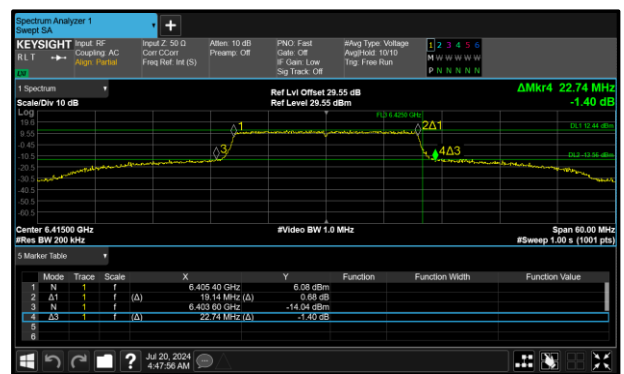 Spectrum Analyzer 1
Swept SA
+
KEYSIGHT Input: RF Input Z: 50 Ω Atten: 10 dB PNO: Fast #Avg Type: Voltage 1 2 3 4 5 6
RLT Coupling: AC Corr CCorr Preamp: Off Gate: Off Avg|Hold: 10/10 M W W W W W
Align: Partial Freq Ref: Int (S) IF Gain: Low Trig: Free Run
Sig Track: Off P N N N N N
1 Spectrum Ref Lvl Offset 29.55 dB ΔMkr4 22.74 MHz
Scale/Div 10 dB Ref Level 29.55 dBm -1.40 dB
Log
19.6 FL3 6.4250 GHz
1 2Δ1 DL1 12.44 dBm
9.55
-0.45
3 4Δ3 DL2 -13.56 dBm
-10.5
-20.5
-30.5
-40.5
-50.5
-60.5
Center 6.41500 GHz #Video BW 1.0 MHz Span 60.00 MHz
#Res BW 200 kHz #Sweep 1.00 s (1001 pts)
5 Marker Table
Mode Trace Scale X Y Function Function Width Function Value
1 N 1 f 6.405 40 GHz 6.08 dBm
2 Δ1 1 f (Δ) 19.14 MHz (Δ) 0.68 dB
3 N 1 f 6.403 60 GHz -14.04 dBm
4 Δ3 1 f (Δ) 22.74 MHz (Δ) -1.40 dB
5
6
? Jul 20, 2024
4:47:56 AM